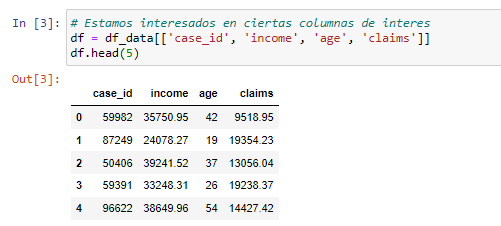 In [3]: # Estamos interesados en ciertas columnas de interes
df = df_data[['case_id', 'income', 'age', 'claims']]
df.head(5)
Out[3]:
case_id income age claims
0 59982 35750.95 42 9518.95
1 87249 24078.27 19 19354.23
2 50406 39241.52 37 13056.04
3 59391 33248.31 26 19238.37
4 96622 38649.96 54 14427.42